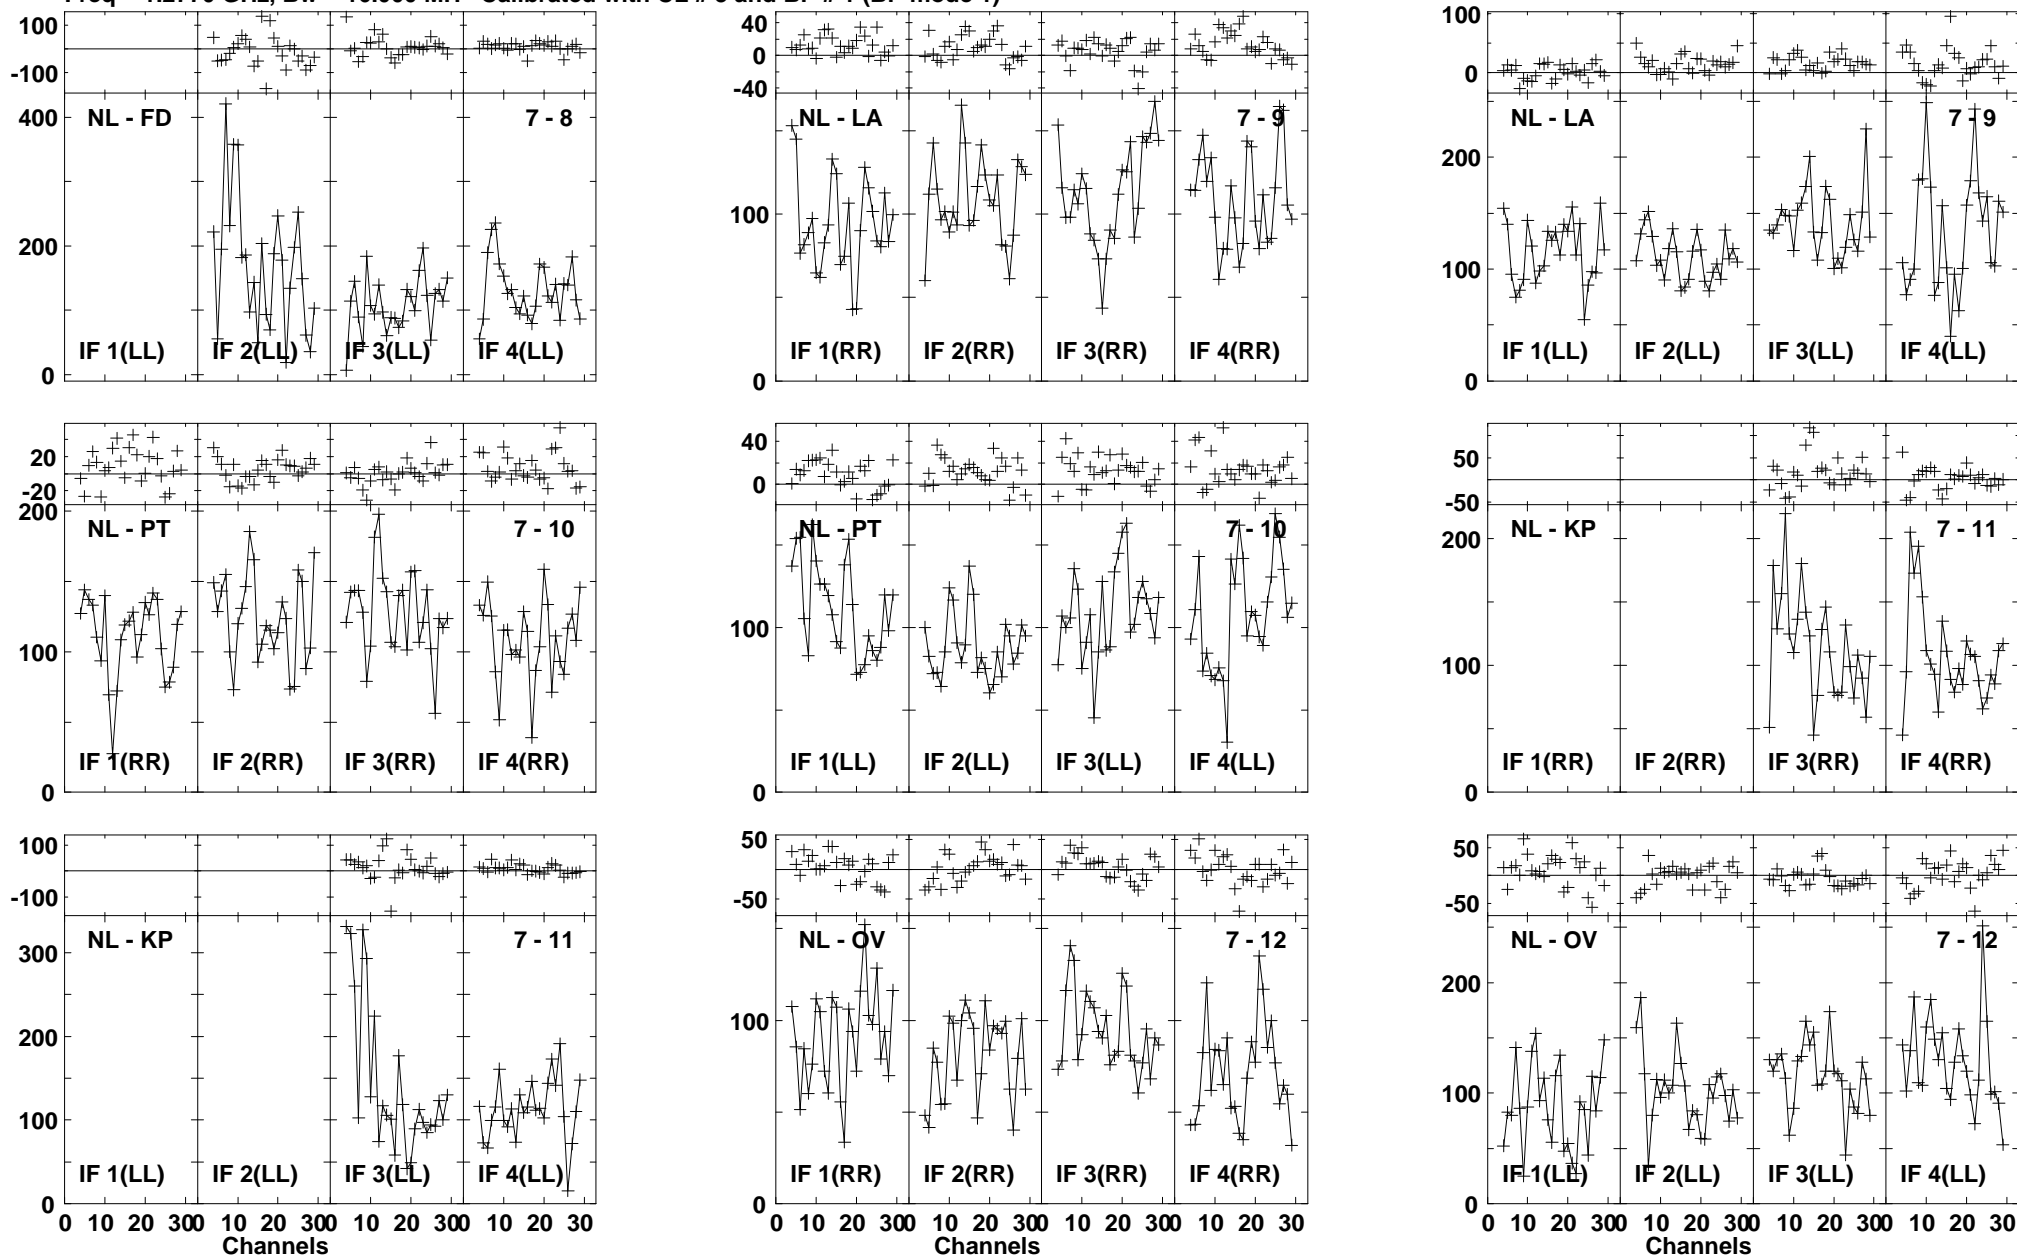 100
-100
400
200
0
NL - FD
7 - 8
IF 1(LL)
IF 2(LL)
IF 3(LL)
IF 4(LL)
40
0
-40
100
0
NL - LA
7 - 9
IF 1(RR)
IF 2(RR)
IF 3(RR)
IF 4(RR)
100
0
200
100
0
NL - LA
7 - 9
IF 1(LL)
IF 2(LL)
IF 3(LL)
IF 4(LL)
20
-20
200
100
0
NL - PT
7 - 10
IF 1(RR)
IF 2(RR)
IF 3(RR)
IF 4(RR)
40
0
100
0
NL - PT
7 - 10
IF 1(LL)
IF 2(LL)
IF 3(LL)
IF 4(LL)
50
-50
200
100
0
NL - KP
7 - 11
IF 1(RR)
IF 2(RR)
IF 3(RR)
IF 4(RR)
100
-100
300
200
100
0
NL - KP
7 - 11
IF 1(LL)
IF 2(LL)
IF 3(LL)
IF 4(LL)
0 10 20 30 0 10 20 30 0 10 20 30 0 10 20 30
Channels
50
-50
100
0
NL - OV
7 - 12
IF 1(RR)
IF 2(RR)
IF 3(RR)
IF 4(RR)
0 10 20 30 0 10 20 30 0 10 20 30 0 10 20 30
Channels
50
-50
200
100
0
NL - OV
7 - 12
IF 1(LL)
IF 2(LL)
IF 3(LL)
IF 4(LL)
0 10 20 30 0 10 20 30 0 10 20 30 0 10 20 30
Channels